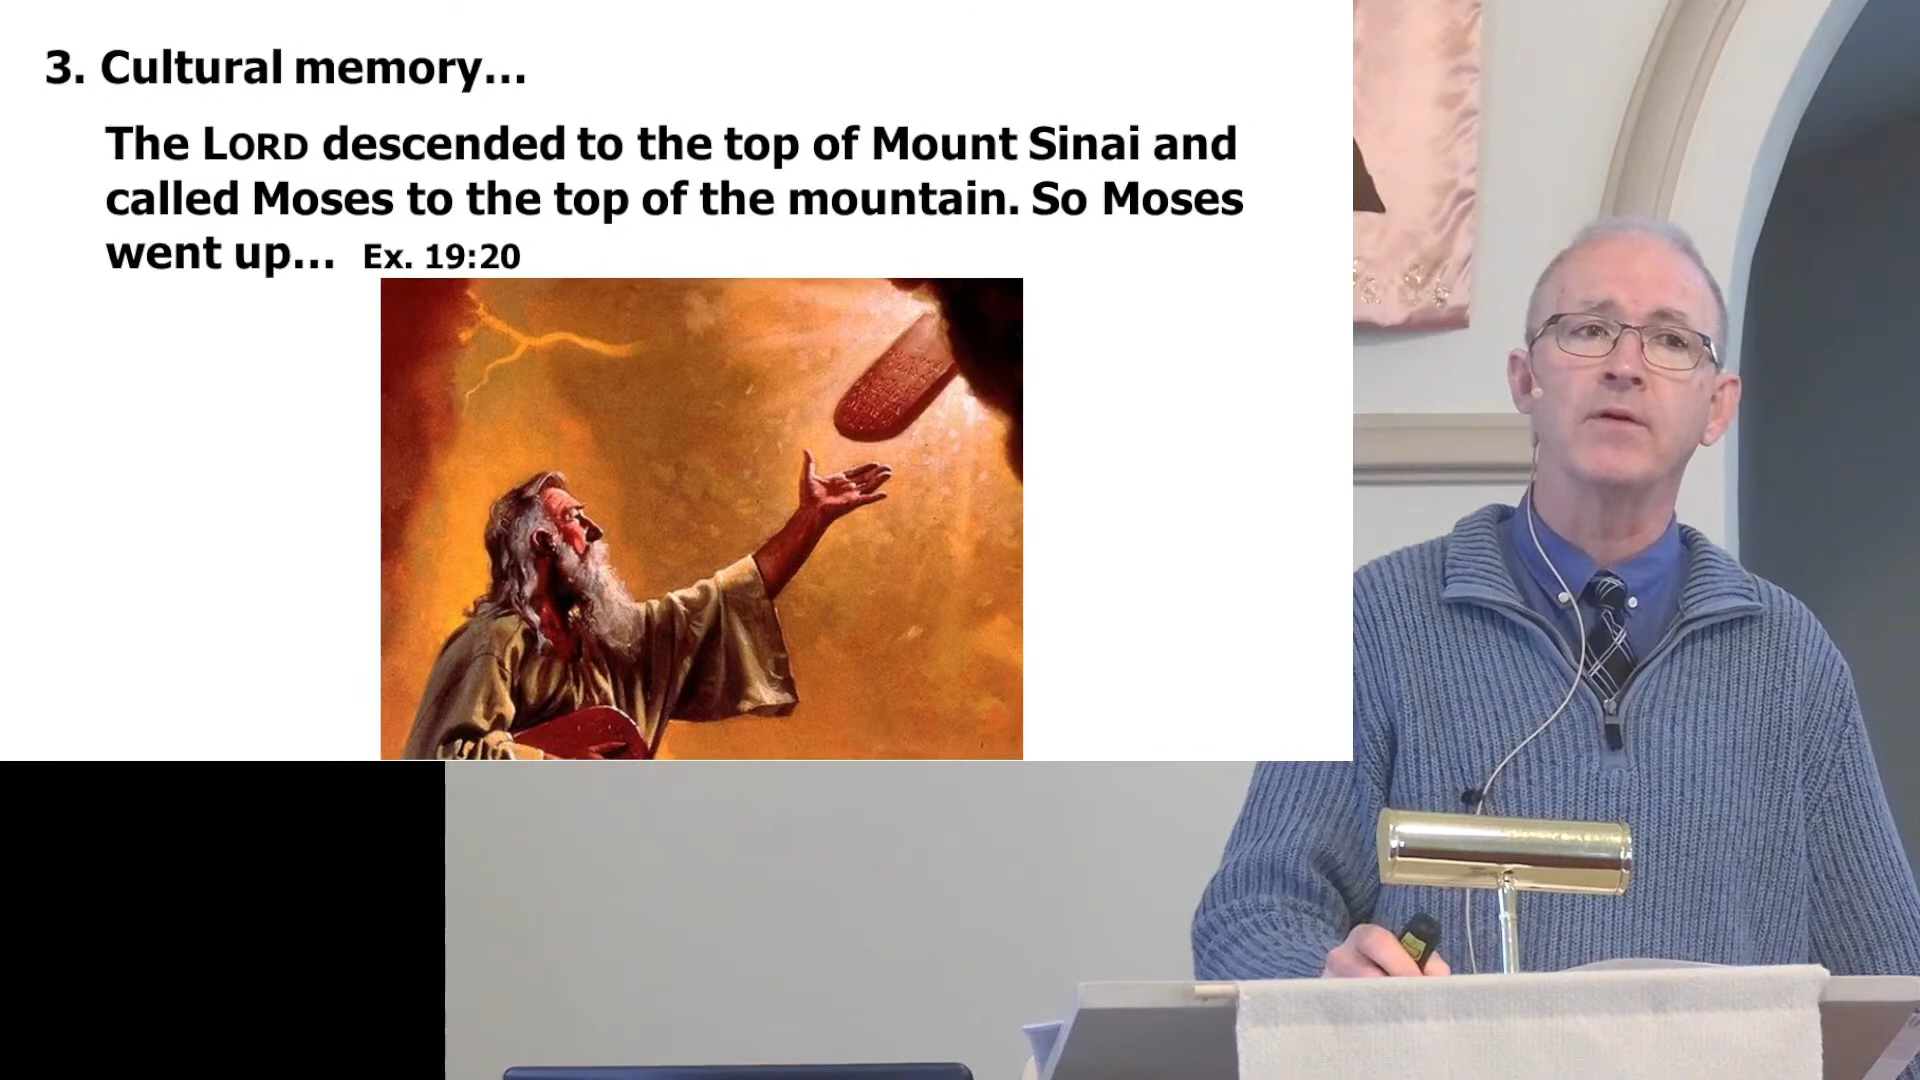 3. Cultural memory...
The LORD descended to the top of Mount Sinai and
called Moses to the top of the mountain. So Moses
went up... Ex. 19:20